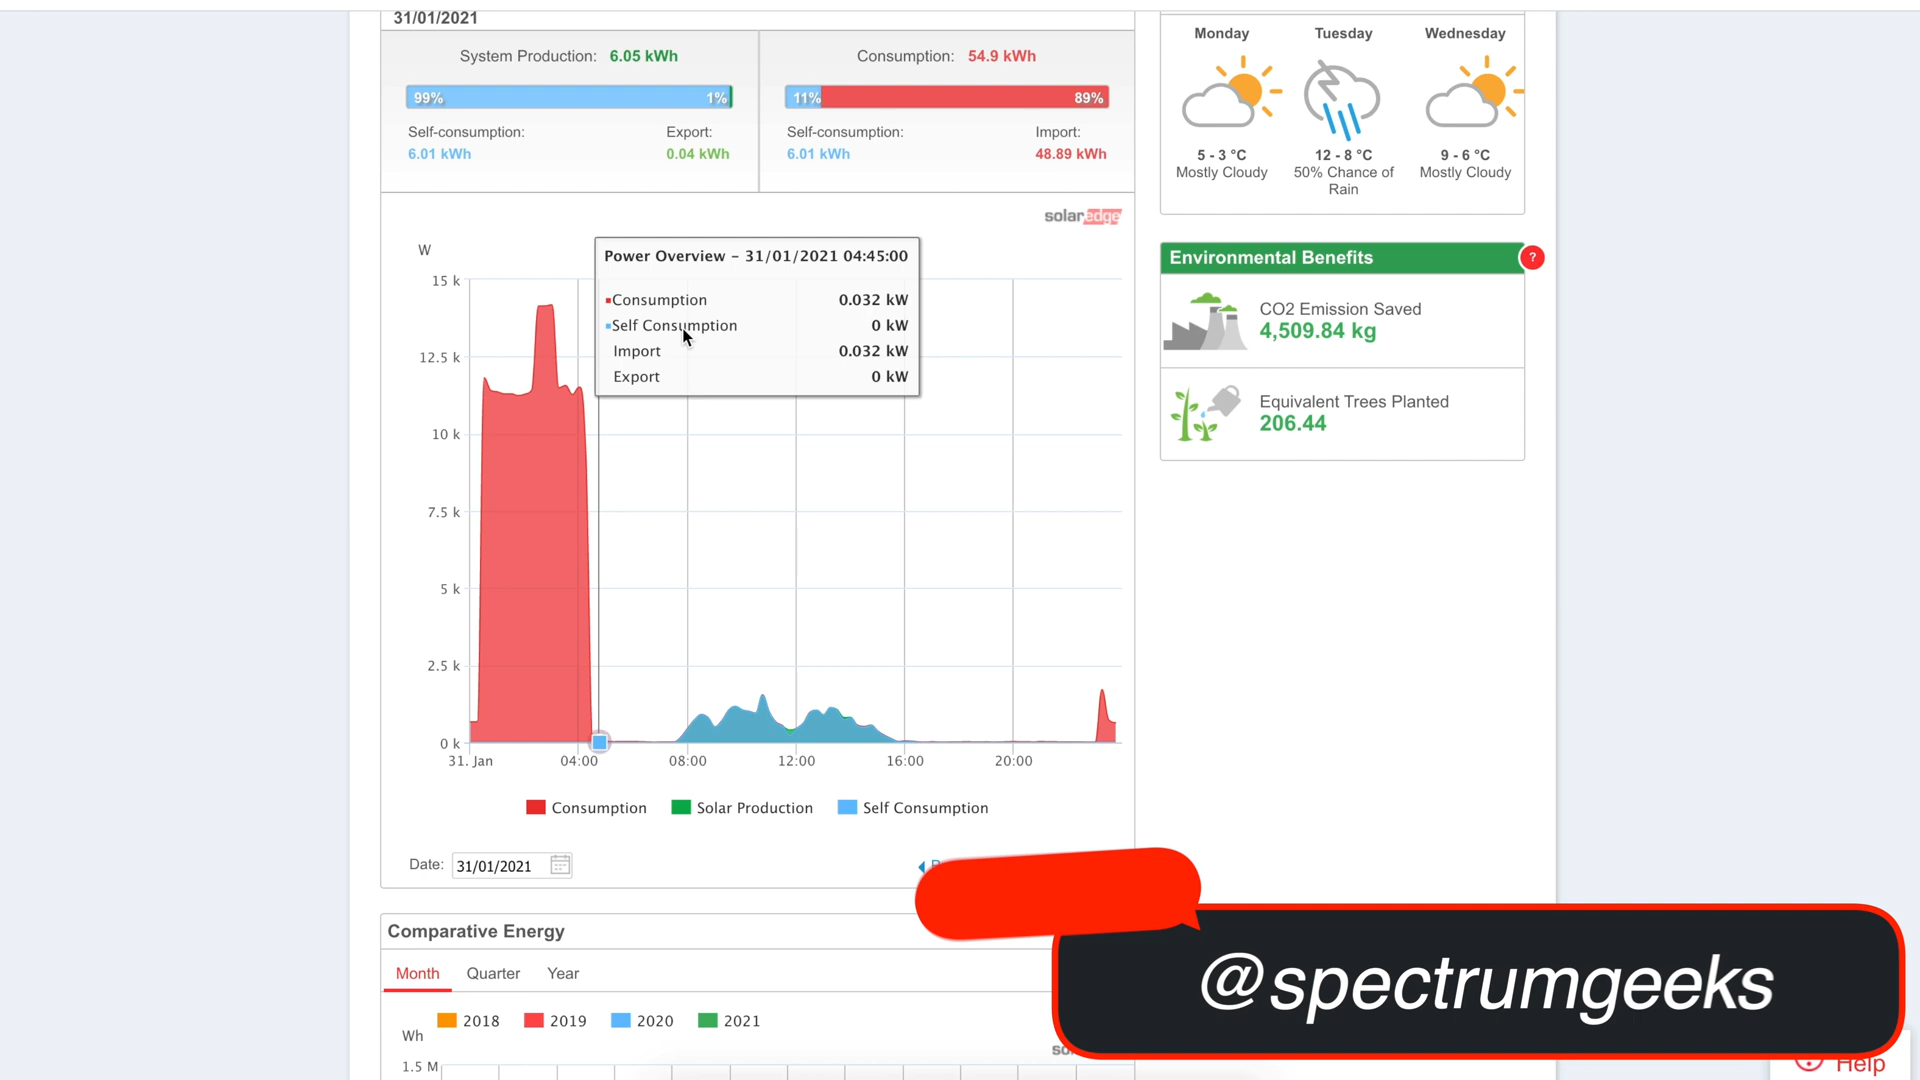 31/01/2021
System Production: 6.05 kWh
99% 1%
Self-consumption: Export:
6.01 kWh 0.04 kWh
Consumption: 54.9 kWh
11% 89%
Self-consumption: Import:
6.01 kWh 48.89 kWh
Monday Tuesday Wednesday
5 - 3 °C 12 - 8 °C 9 - 6 °C
Mostly Cloudy 50% Chance of Rain Mostly Cloudy
solaredge
W
Power Overview - 31/01/2021 04:45:00
Consumption 0.032 kW
Self Consumption 0 kW
Import 0.032 kW
Export 0 kW
15 k
12.5 k
10 k
7.5 k
5 k
2.5 k
0 k
31. Jan 04:00 08:00 12:00 16:00 20:00
Consumption Solar Production Self Consumption
Date: 31/01/2021
Environmental Benefits ?
CO2 Emission Saved
4,509.84 kg
Equivalent Trees Planted
206.44
Comparative Energy
Month Quarter Year
2018 2019 2020 2021
Wh
1.5 M
@spectrumgeeks
Help